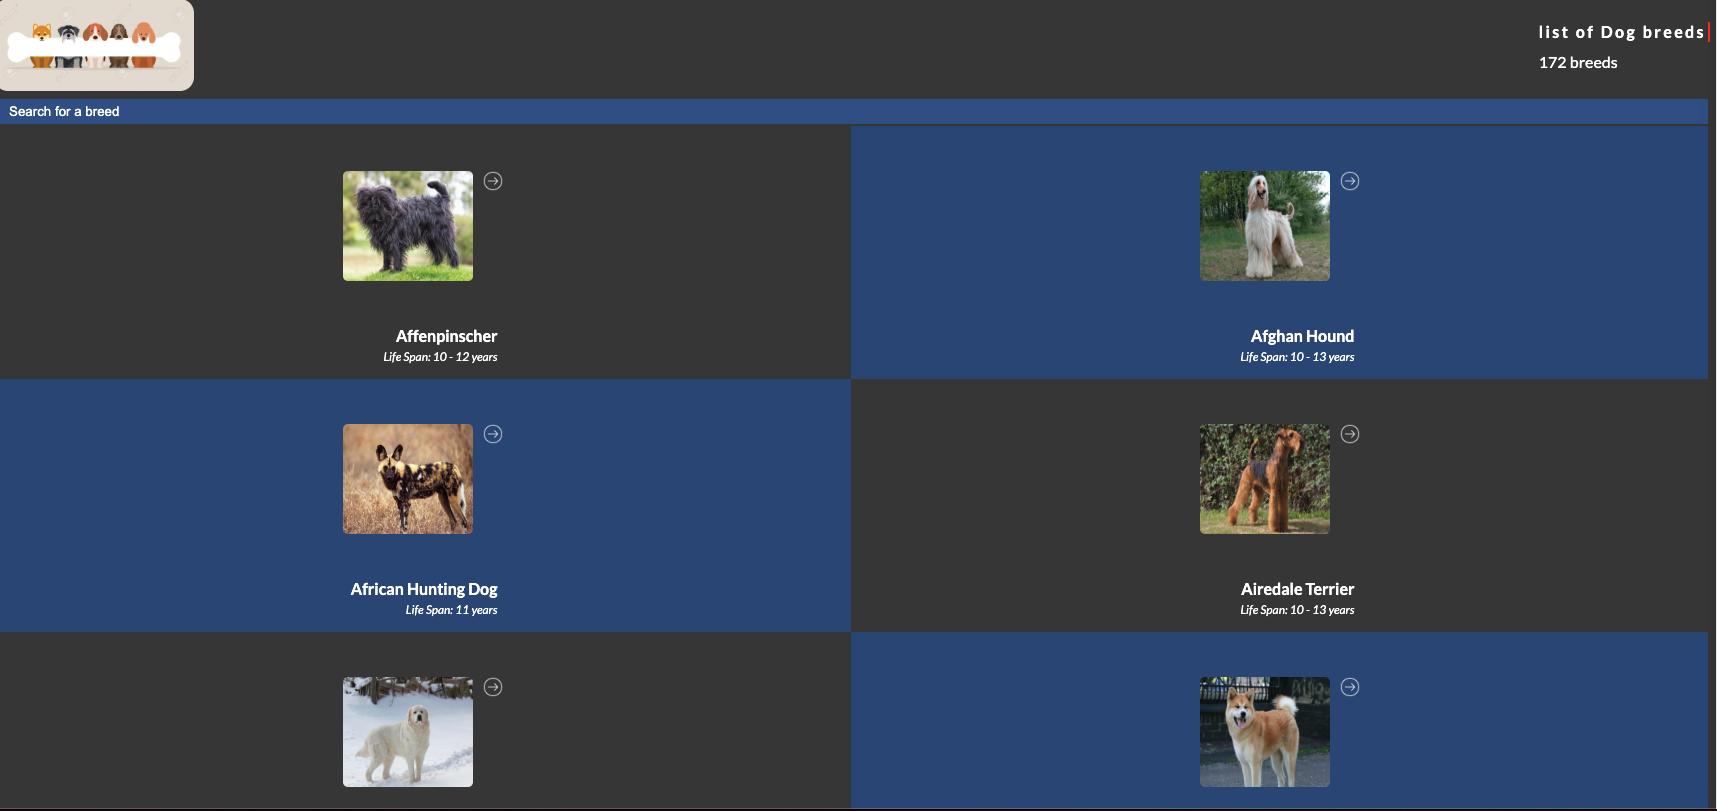 list of Dog breeds
172 breeds
Search for a breed
Affenpinscher
Life Span: 10 - 12 years
Afghan Hound
Life Span: 10 - 13 years
African Hunting Dog
Life Span: 11 years
Airedale Terrier
Life Span: 10 - 13 years